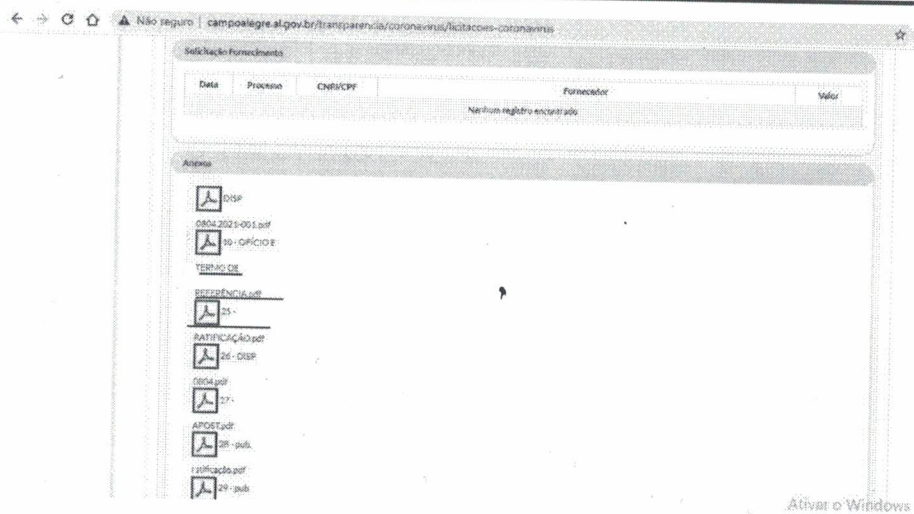 Não seguro | campoalegre.al.gov.br/transparencia/coronavirus/licitacoes-coronavirus
Solicitação Fornecimento
Data Processo CNPJ/CPF Fornecedor Valor
Nenhum registro encontrado
Anexos
DISP
0804.2021-001.pdf
10 - OFÍCIO E
TERMO DE
REFERÊNCIA.pdf
25 -
RATIFICAÇÃO.pdf
26 - DISP
0804.pdf
27 -
APOST.pdf
28 - pub.
ratificação.pdf
29 - pub
Ativar o Windows